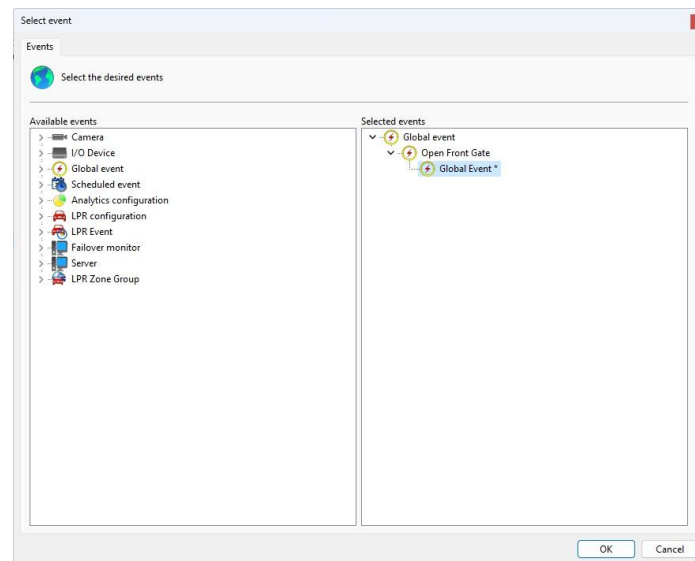 Select event
Events
Select the desired events
Available events
Camera
I/O Device
Global event
Scheduled event
Analytics configuration
LPR configuration
LPR Event
Failover monitor
Server
LPR Zone Group
Selected events
Global event
Open Front Gate
Global Event *
OK
Cancel